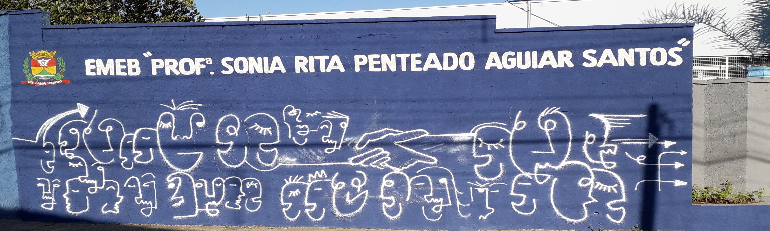 EMEB "PROFª. SONIA RITA PENTEADO AGUIAR SANTOS"